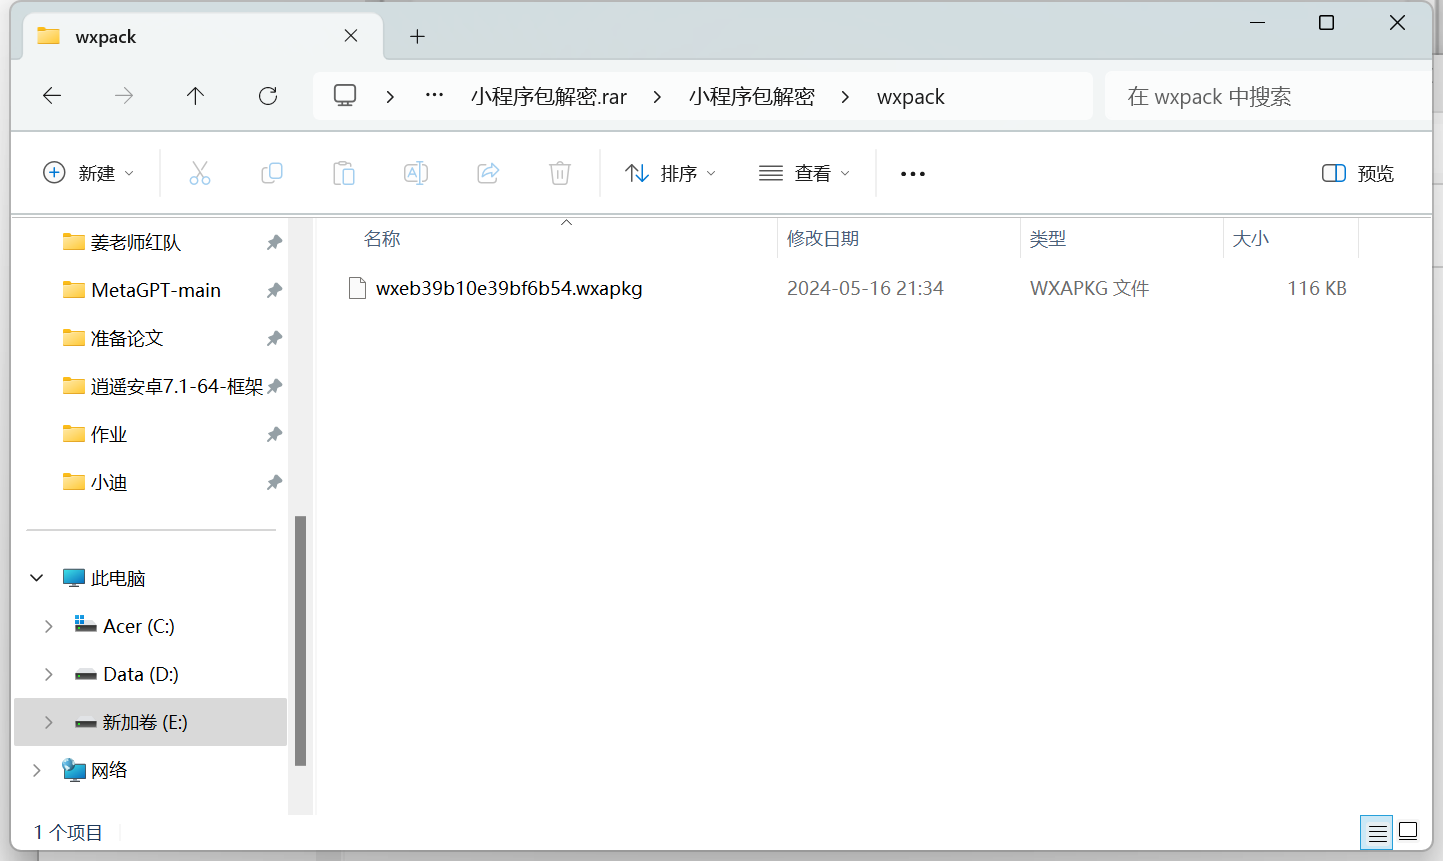 wxpack
小程序包解密.rar
小程序包解密
wxpack
在 wxpack 中搜索
新建
排序
查看
预览
名称
修改日期
类型
大小
wxeb39b10e39bf6b54.wxapkg
2024-05-16 21:34
WXAPKG 文件
116 KB
姜老师红队
MetaGPT-main
准备论文
逍遥安卓7.1-64-框架
作业
小迪
此电脑
Acer (C:)
Data (D:)
新加卷 (E:)
网络
1 个项目